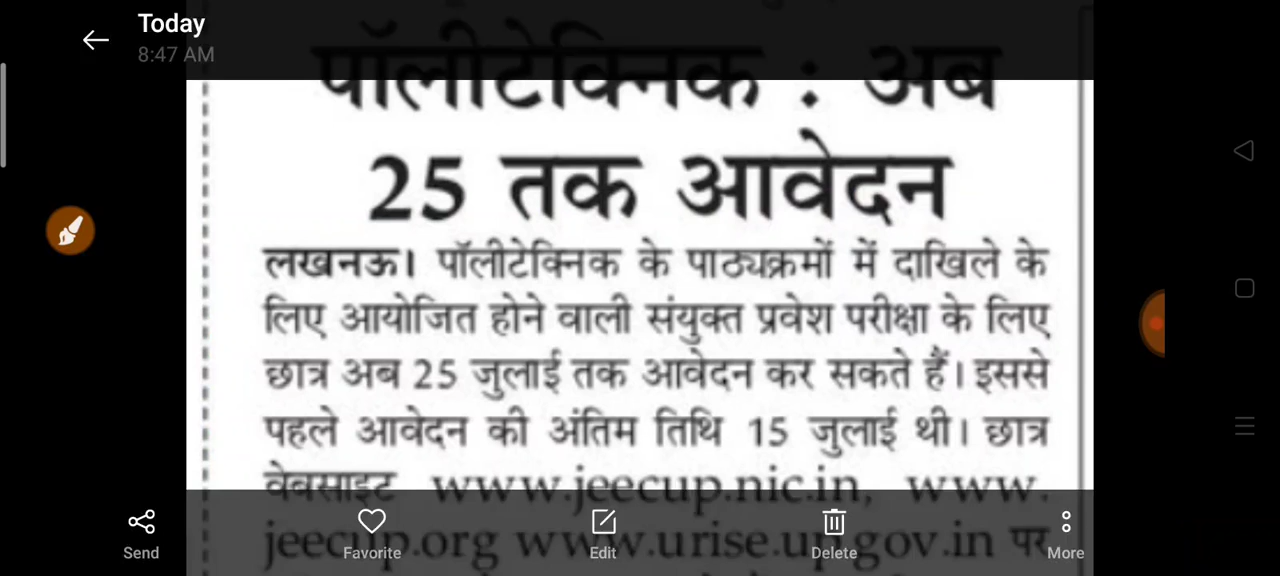 Today
8:47 AM
पॉलीटेक्निक : अब
25 तक आवेदन
लखनऊ। पॉलीटेक्निक के पाठ्यक्रमों में दाखिले के
लिए आयोजित होने वाली संयुक्त प्रवेश परीक्षा के लिए
छात्र अब 25 जुलाई तक आवेदन कर सकते हैं। इससे
पहले आवेदन की अंतिम तिथि 15 जुलाई थी। छात्र
वेबसाइट www.jeecup.nic.in, www.
jeecup.org www.urise.up.gov.in पर
Send
Favorite
Edit
Delete
More